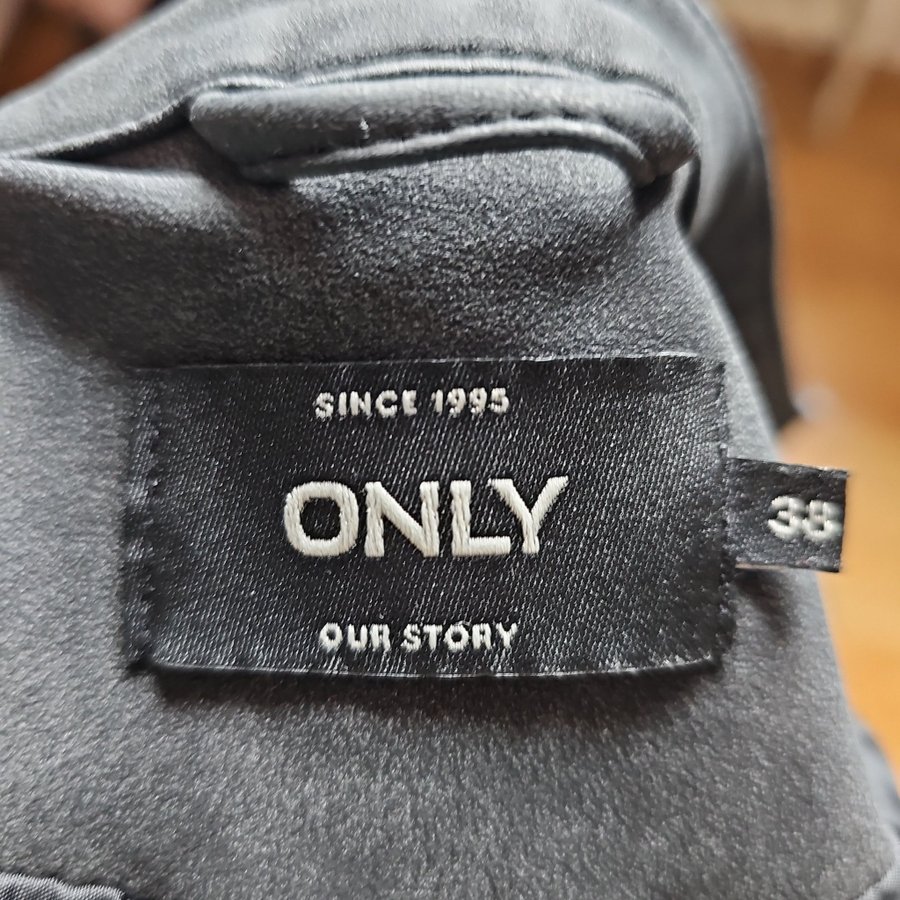 SINCE 1995
ONLY
38
OUR STORY